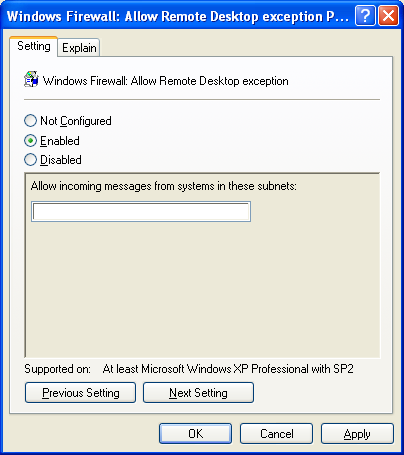 Windows Firewall: Allow Remote Desktop exception P...
Setting
Explain
Windows Firewall: Allow Remote Desktop exception
Not Configured
Enabled
Disabled
Allow incoming messages from systems in these subnets:
Supported on: At least Microsoft Windows XP Professional with SP2
Previous Setting
Next Setting
OK
Cancel
Apply